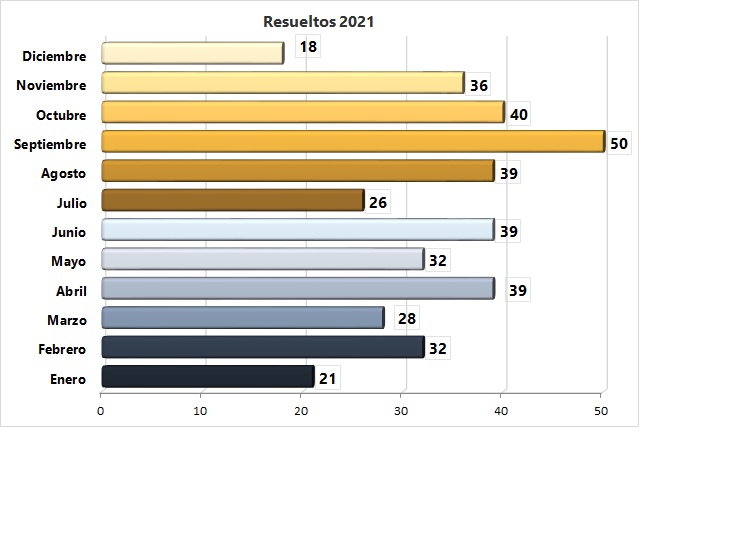 Resueltos 2021
Diciembre 18
Noviembre 36
Octubre 40
Septiembre 50
Agosto 39
Julio 26
Junio 39
Mayo 32
Abril 39
Marzo 28
Febrero 32
Enero 21
0 10 20 30 40 50